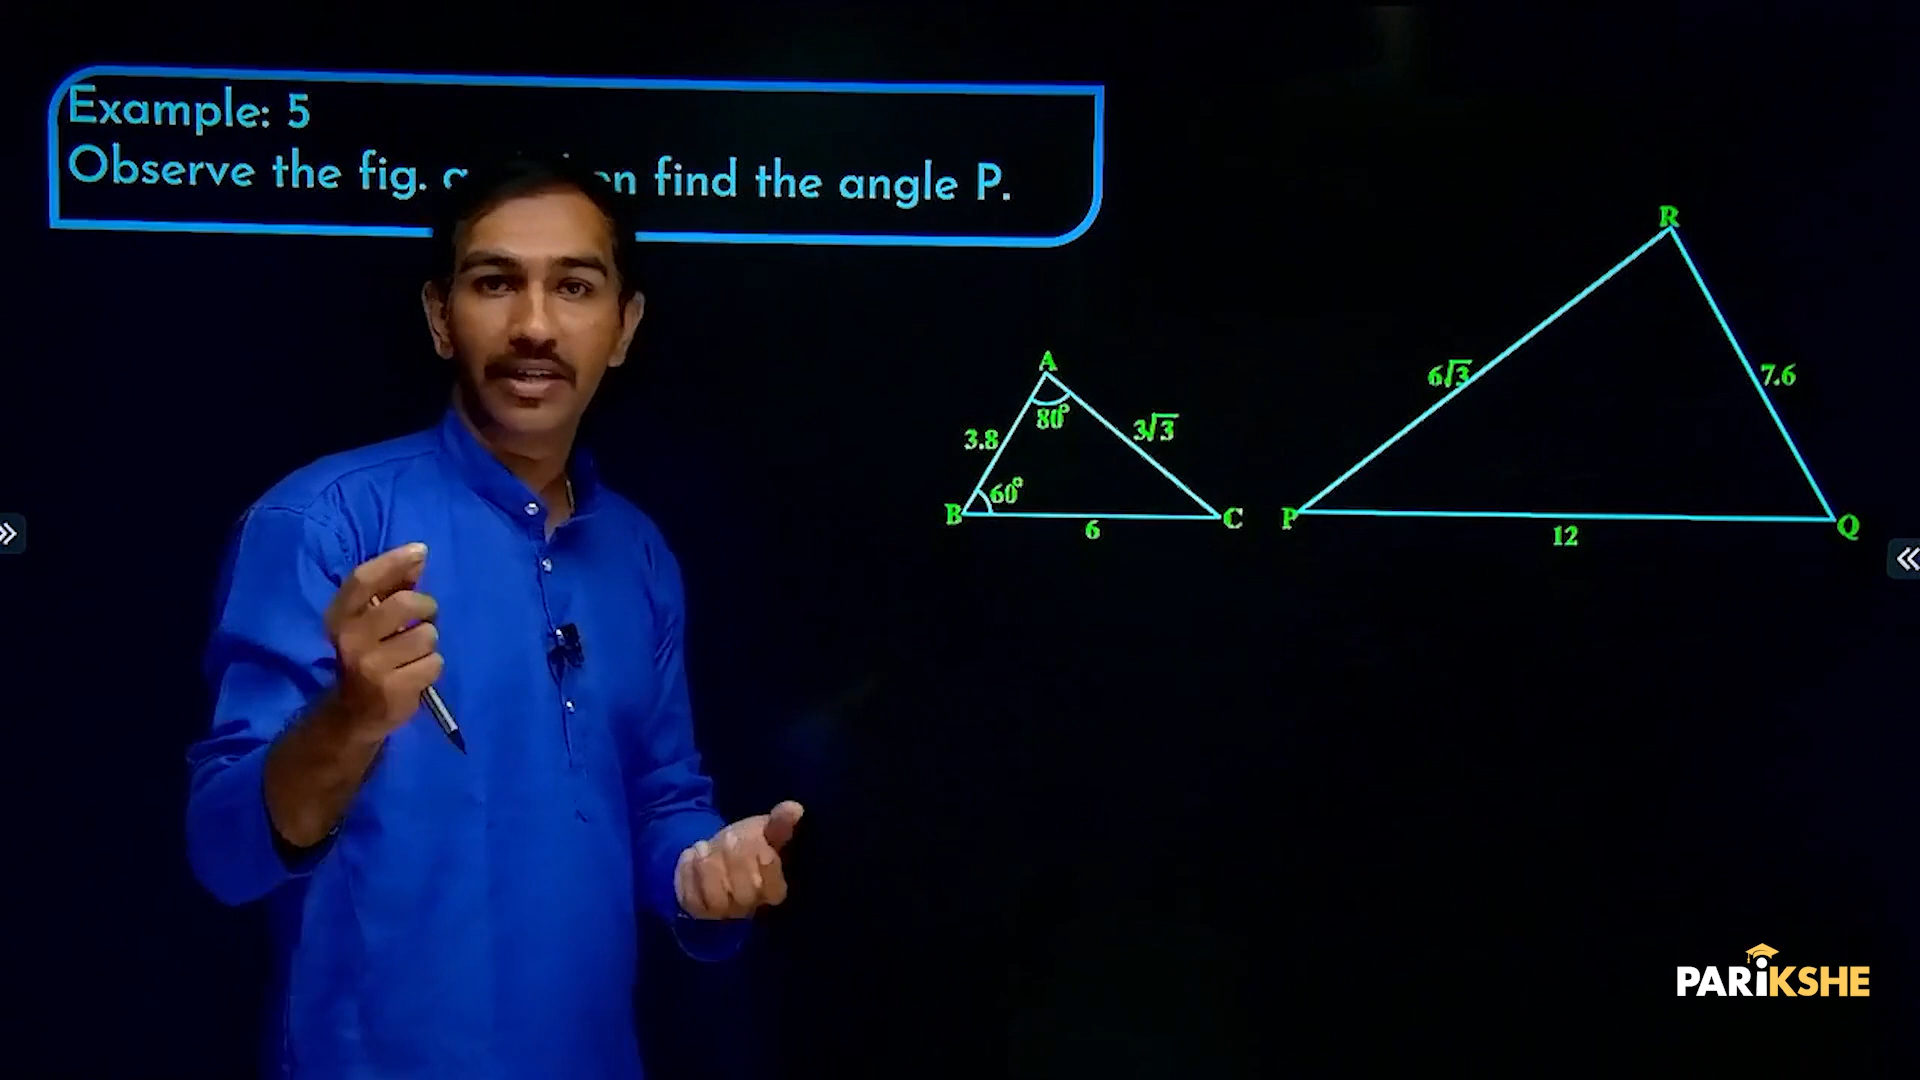 Example: 5
Observe the fig. find the angle P.
R
6√3
7.6
A
80°
3.8
3√3
60°
B
C
6
P
Q
12
PARiKSHE